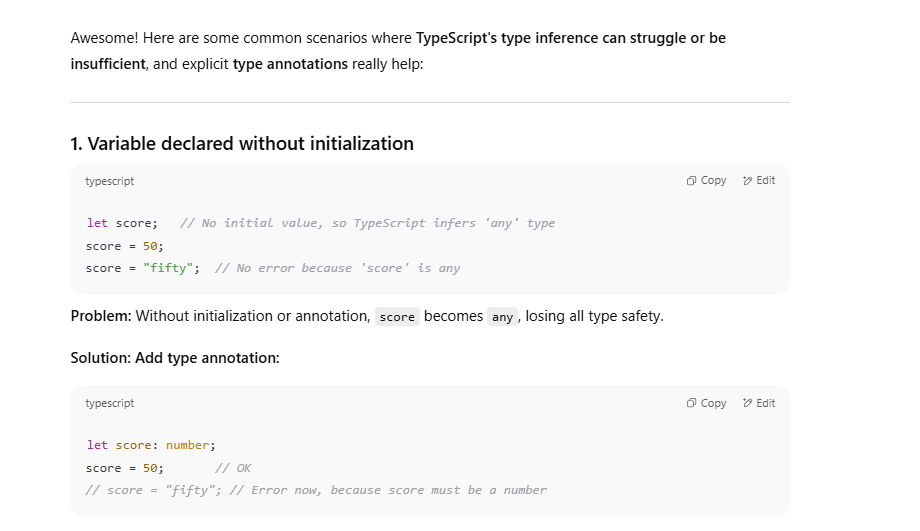 Awesome! Here are some common scenarios where TypeScript's type inference can struggle or be
insufficient, and explicit type annotations really help:
1. Variable declared without initialization
typescript Copy Edit
let score;   // No initial value, so TypeScript infers 'any' type
score = 50;
score = "fifty";  // No error because 'score' is any
Problem: Without initialization or annotation, score becomes any, losing all type safety.
Solution: Add type annotation:
typescript Copy Edit
let score: number;
score = 50;       // OK
// score = "fifty"; // Error now, because score must be a number